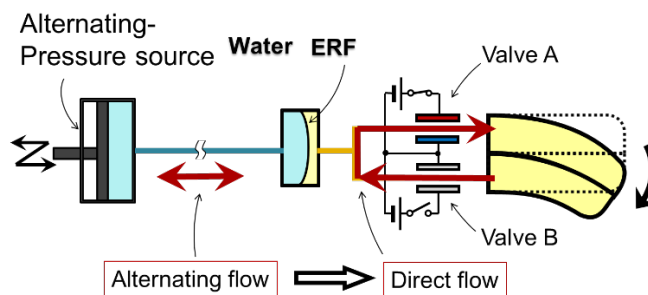 Alternating-
Pressure source
Water ERF
Valve A
Valve B
Alternating flow
Direct flow